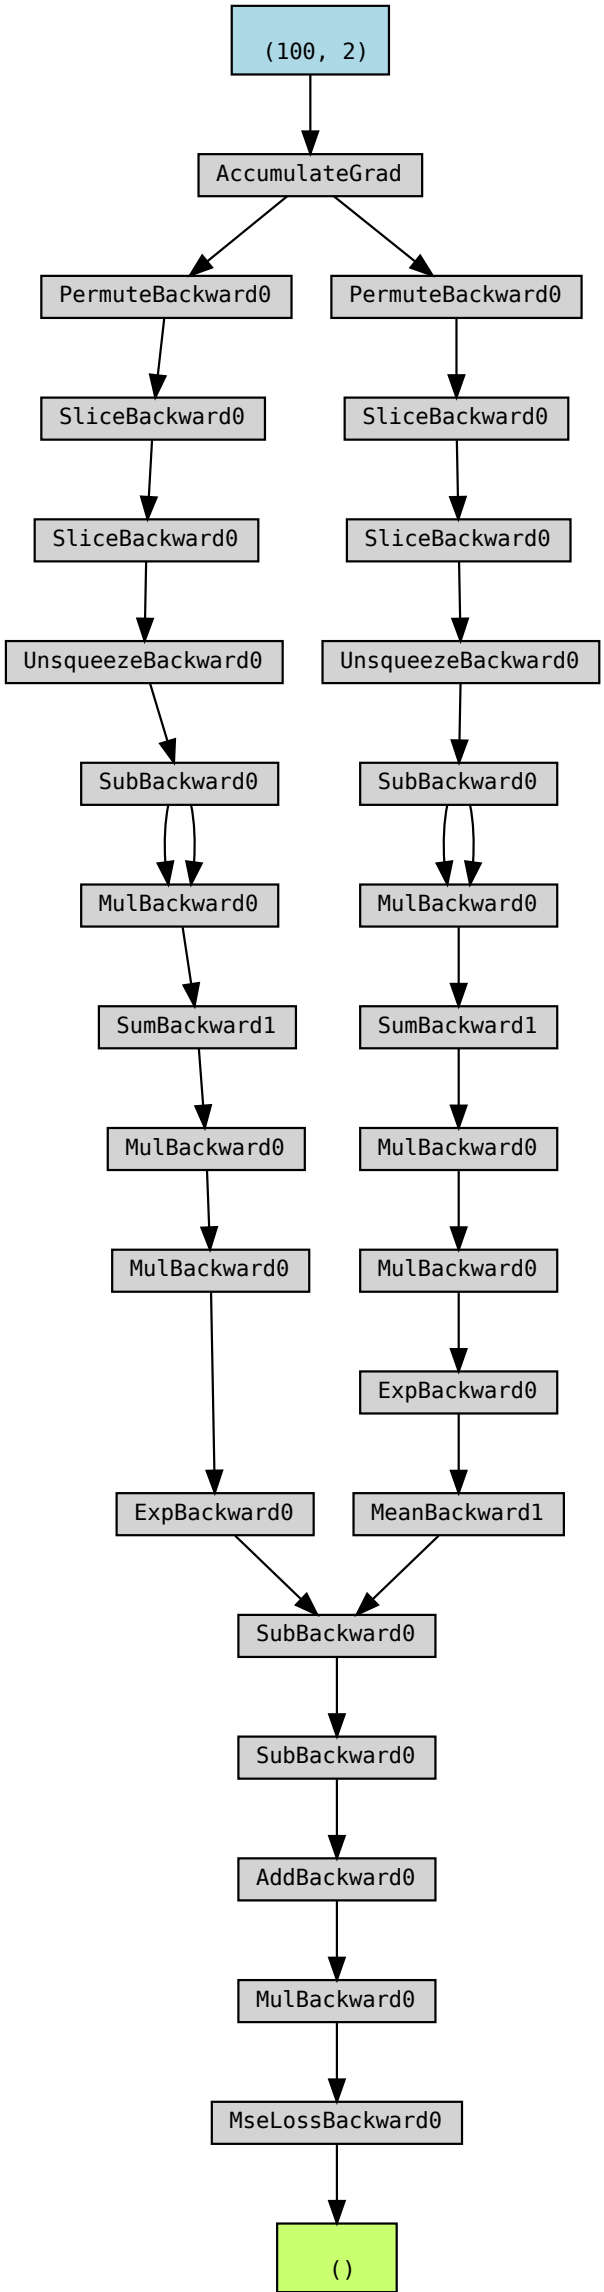 (100, 2)
AccumulateGrad
PermuteBackward0
PermuteBackward0
SliceBackward0
SliceBackward0
SliceBackward0
SliceBackward0
UnsqueezeBackward0
UnsqueezeBackward0
SubBackward0
SubBackward0
MulBackward0
MulBackward0
SumBackward1
SumBackward1
MulBackward0
MulBackward0
MulBackward0
MulBackward0
ExpBackward0
ExpBackward0
MeanBackward1
SubBackward0
SubBackward0
AddBackward0
MulBackward0
MseLossBackward0
()